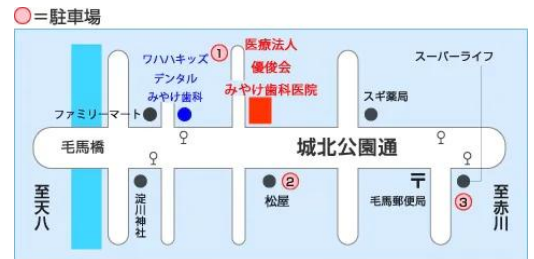 ○=駐車場
医療法人
優俊会
みやけ歯科医院
ワハハキッズ
デンタル
みやけ歯科
①
スーパーライフ
スギ薬局
ファミリーマート
毛馬橋
城北公園通
至天八
淀川神社
松屋
②
〒
毛馬郵便局
③
至赤川